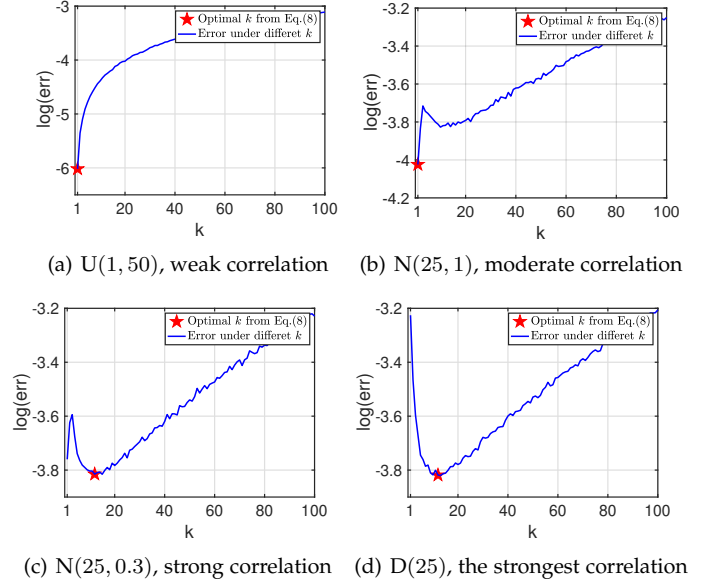 -3
-4
-5
-6
log(err)
1 20 40 60 80 100
k
Optimal k from Eq.(8)
Error under differet k
(a) U(1, 50), weak correlation
-3.2
-3.4
-3.6
-3.8
-4
-4.2
log(err)
1 20 40 60 80 100
k
Optimal k from Eq.(8)
Error under differet k
(b) N(25, 1), moderate correlation
-3.2
-3.4
-3.6
-3.8
log(err)
1 20 40 60 80 100
k
Optimal k from Eq.(8)
Error under differet k
(c) N(25, 0.3), strong correlation
-3.2
-3.4
-3.6
-3.8
log(err)
1 20 40 60 80 100
k
Optimal k from Eq.(8)
Error under differet k
(d) D(25), the strongest correlation